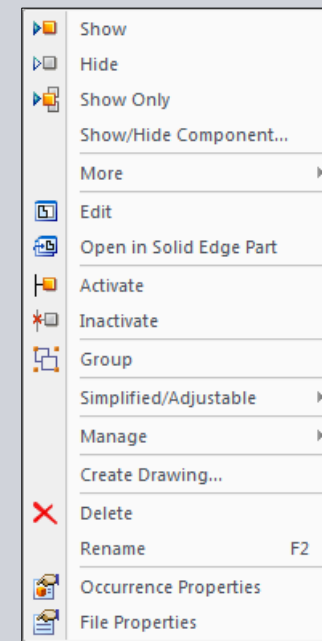 Show
Hide
Show Only
Show/Hide Component...
More
Edit
Open in Solid Edge Part
Activate
Inactivate
Group
Simplified/Adjustable
Manage
Create Drawing...
Delete
Rename F2
Occurrence Properties
File Properties